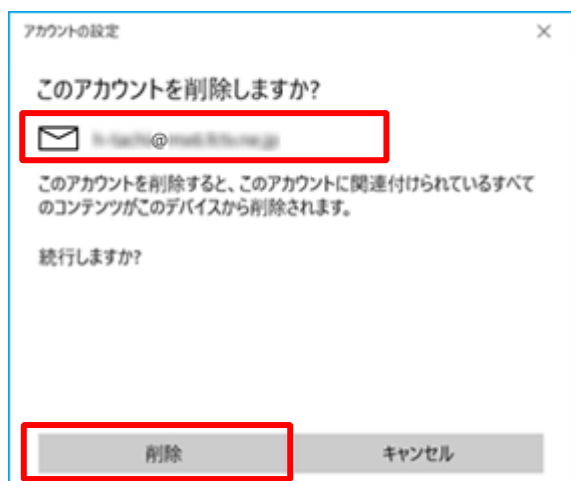 アカウントの設定
このアカウントを削除しますか?
@
このアカウントを削除すると、このアカウントに関連付けられているすべて
のコンテンツがこのデバイスから削除されます。
続行しますか?
削除
キャンセル